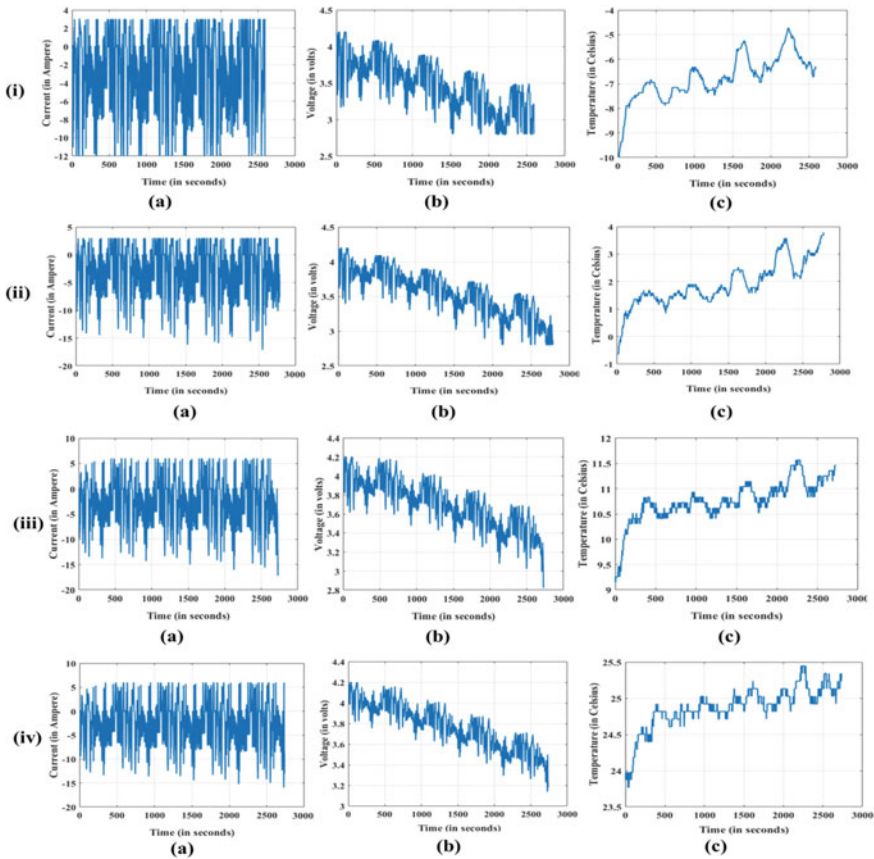 (i)
Current (in Ampere)
4
2
0
-2
-4
-6
-8
-10
-12
0 500 1000 1500 2000 2500 3000
Time (in seconds)
(a)
Voltage (in volts)
4.5
4
3.5
3
2.5
0 500 1000 1500 2000 2500 3000
Time (in seconds)
(b)
Temperature (in Celsius)
-4
-5
-6
-7
-8
-9
-10
0 500 1000 1500 2000 2500 3000
Time (in seconds)
(c)
(ii)
Current (in Ampere)
5
0
-5
-10
-15
-20
0 500 1000 1500 2000 2500 3000
Time (in seconds)
(a)
Voltage (in volts)
4.5
4
3.5
3
2.5
0 500 1000 1500 2000 2500 3000
Time (in seconds)
(b)
Temperature (in Celsius)
4
3
2
1
0
-1
0 500 1000 1500 2000 2500 3000
Time (in seconds)
(c)
(iii)
Current (in Ampere)
10
5
0
-5
-10
-15
-20
0 500 1000 1500 2000 2500 3000
Time (in seconds)
(a)
Voltage (in volts)
4.4
4.2
4
3.8
3.6
3.4
3.2
3
2.8
0 500 1000 1500 2000 2500 3000
Time (in seconds)
(b)
Temperature (in Celsius)
12
11.5
11
10.5
10
9.5
9
0 500 1000 1500 2000 2500 3000
Time (in seconds)
(c)
(iv)
Current (in Ampere)
10
5
0
-5
-10
-15
-20
0 500 1000 1500 2000 2500 3000
Time (in seconds)
(a)
Voltage (in volts)
4.4
4.2
4
3.8
3.6
3.4
3.2
3
0 500 1000 1500 2000 2500 3000
Time (in seconds)
(b)
Temperature (in Celsius)
25.5
25
24.5
24
23.5
0 500 1000 1500 2000 2500 3000
Time (in seconds)
(c)